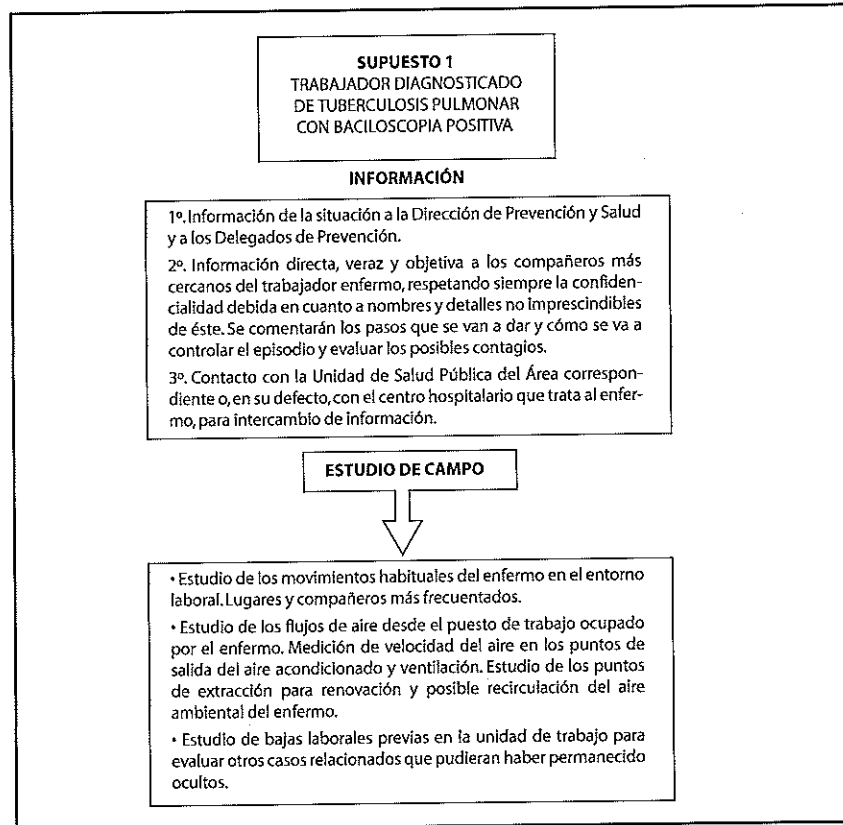 SUPUESTO 1
TRABAJADOR DIAGNOSTICADO
DE TUBERCULOSIS PULMONAR
CON BACILOSCOPIA POSITIVA
INFORMACIÓN
1º. Información de la situación a la Dirección de Prevención y Salud
y a los Delegados de Prevención.
2º. Información directa, veraz y objetiva a los compañeros más
cercanos del trabajador enfermo, respetando siempre la confiden-
cialidad debida en cuanto a nombres y detalles no imprescindibles
de éste. Se comentarán los pasos que se van a dar y cómo se va a
controlar el episodio y evaluar los posibles contagios.
3º. Contacto con la Unidad de Salud Pública del Área correspon-
diente o, en su defecto, con el centro hospitalario que trata al enfer-
mo, para intercambio de información.
ESTUDIO DE CAMPO
• Estudio de los movimientos habituales del enfermo en el entorno
laboral. Lugares y compañeros más frecuentados.
• Estudio de los flujos de aire desde el puesto de trabajo ocupado
por el enfermo. Medición de velocidad del aire en los puntos de
salida del aire acondicionado y ventilación. Estudio de los puntos
de extracción para renovación y posible recirculación del aire
ambiental del enfermo.
• Estudio de bajas laborales previas en la unidad de trabajo para
evaluar otros casos relacionados que pudieran haber permanecido
ocultos.